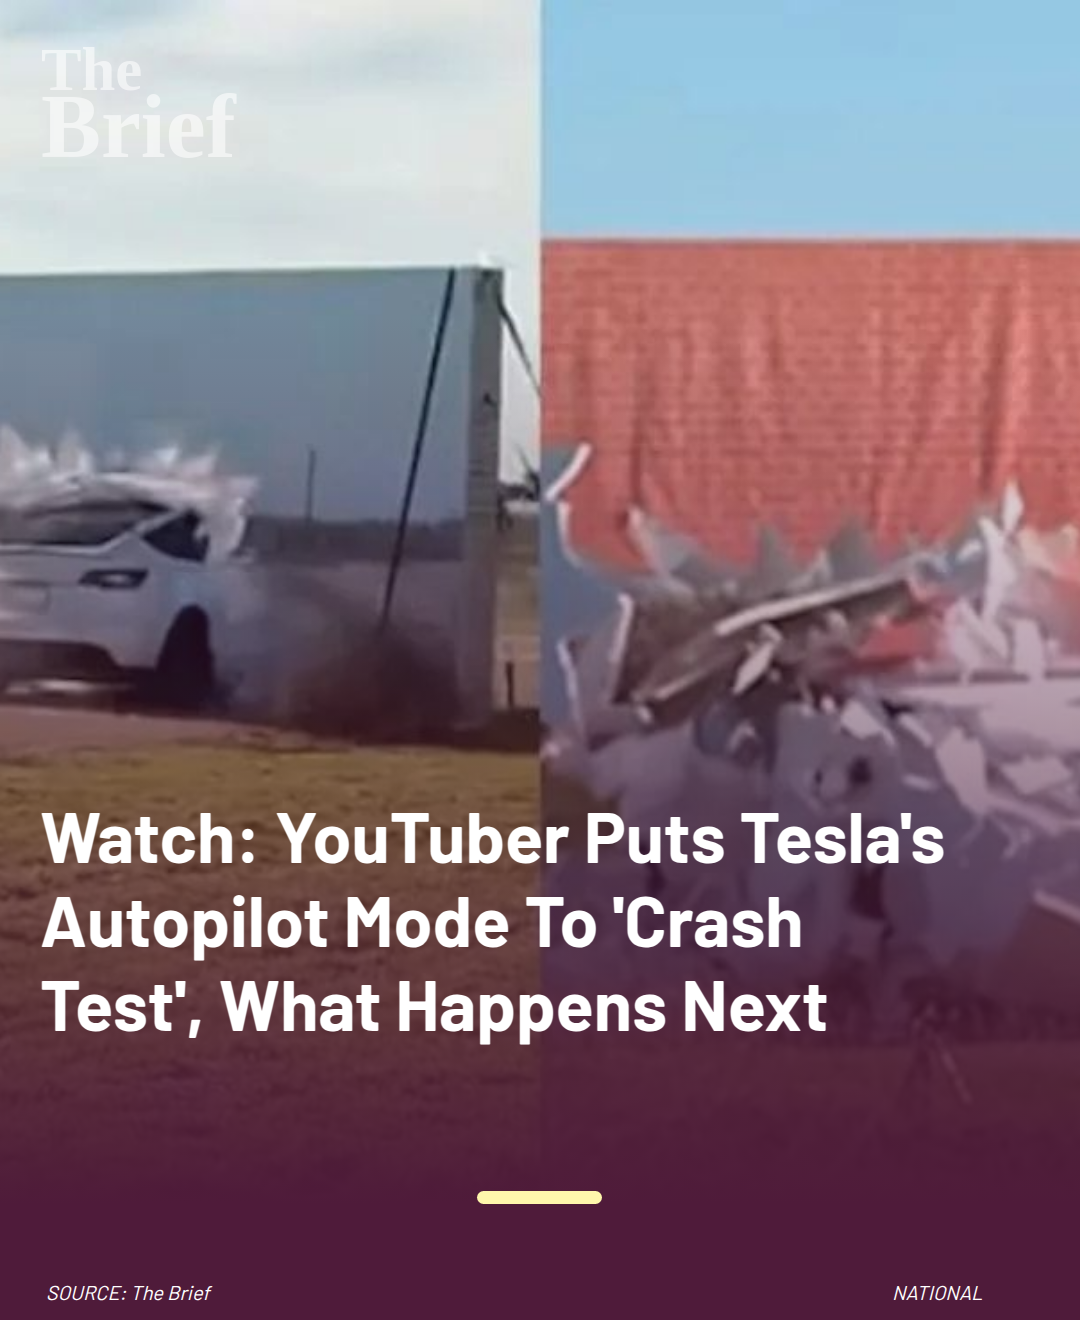 The
Brief
Watch: YouTuber Puts Tesla's
Autopilot Mode To 'Crash
Test', What Happens Next
SOURCE: The Brief
NATIONAL